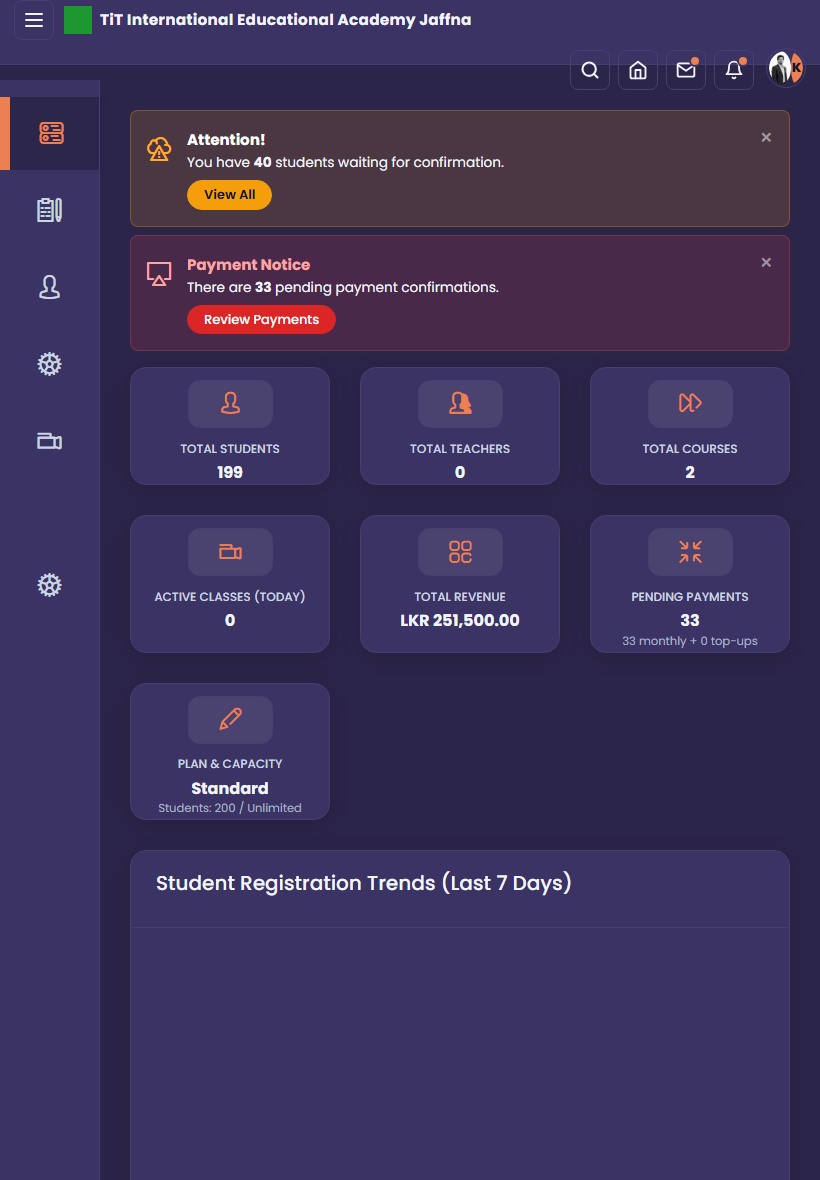 TiT International Educational Academy Jaffna
K
Attention!
You have 40 students waiting for confirmation.
View All
Payment Notice
There are 33 pending payment confirmations.
Review Payments
TOTAL STUDENTS
199
TOTAL TEACHERS
0
TOTAL COURSES
2
ACTIVE CLASSES (TODAY)
0
TOTAL REVENUE
LKR 251,500.00
PENDING PAYMENTS
33
33 monthly + 0 top-ups
PLAN & CAPACITY
Standard
Students: 200 / Unlimited
Student Registration Trends (Last 7 Days)